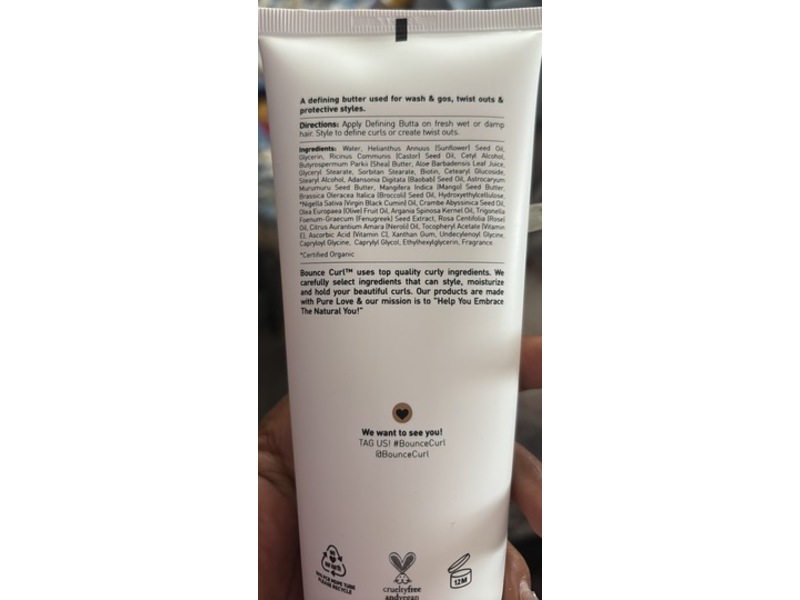 A defining butter used for wash & gos, twist outs &
protective styles.
Directions: Apply Defining Butta on fresh wet or damp
hair. Style to define curls or create twist outs.
Ingredients: Water, Helianthus Annuus (Sunflower) Seed Oil,
Glycerin, Ricinus Communis (Castor) Seed Oil, Cetyl Alcohol,
Butyrospermum Parkii (Shea) Butter, Aloe Barbadensis Leaf Juice,
Glyceryl Stearate, Sorbitan Stearate, Biotin, Cetearyl Glucoside,
Stearyl Alcohol, Adansonia Digitata (Baobab) Seed Oil, Astrocaryum
Murumuru Seed Butter, Mangifera Indica (Mango) Seed Butter,
Brassica Oleracea Italica (Broccoli) Seed Oil, Hydroxyethylcellulose,
*Nigella Sativa (Virgin Black Cumin) Oil, Crambe Abyssinica Seed Oil,
Olea Europaea (Olive) Fruit Oil, Argania Spinosa Kernel Oil, Trigonella
Foenum-Graecum (Fenugreek) Seed Extract, Rosa Centifolia (Rose)
Oil, Citrus Aurantium Amara (Neroli) Oil, Tocopheryl Acetate (Vitamin
E), Ascorbic Acid (Vitamin C), Xanthan Gum, Undecylenoyl Glycine,
Capryloyl Glycine, Caprylyl Glycol, Ethylhexylglycerin, Fragrance
*Certified Organic
Bounce Curl™ uses top quality curly ingredients. We
carefully select ingredients that can style, moisturize
and hold your beautiful curls. Our products are made
with Pure Love & our mission is to "Help You Embrace
The Natural You!"
We want to see you!
TAG US! #BounceCurl
@BounceCurl
PLEASE RECYCLE
crueltyfree
andvegan
12M